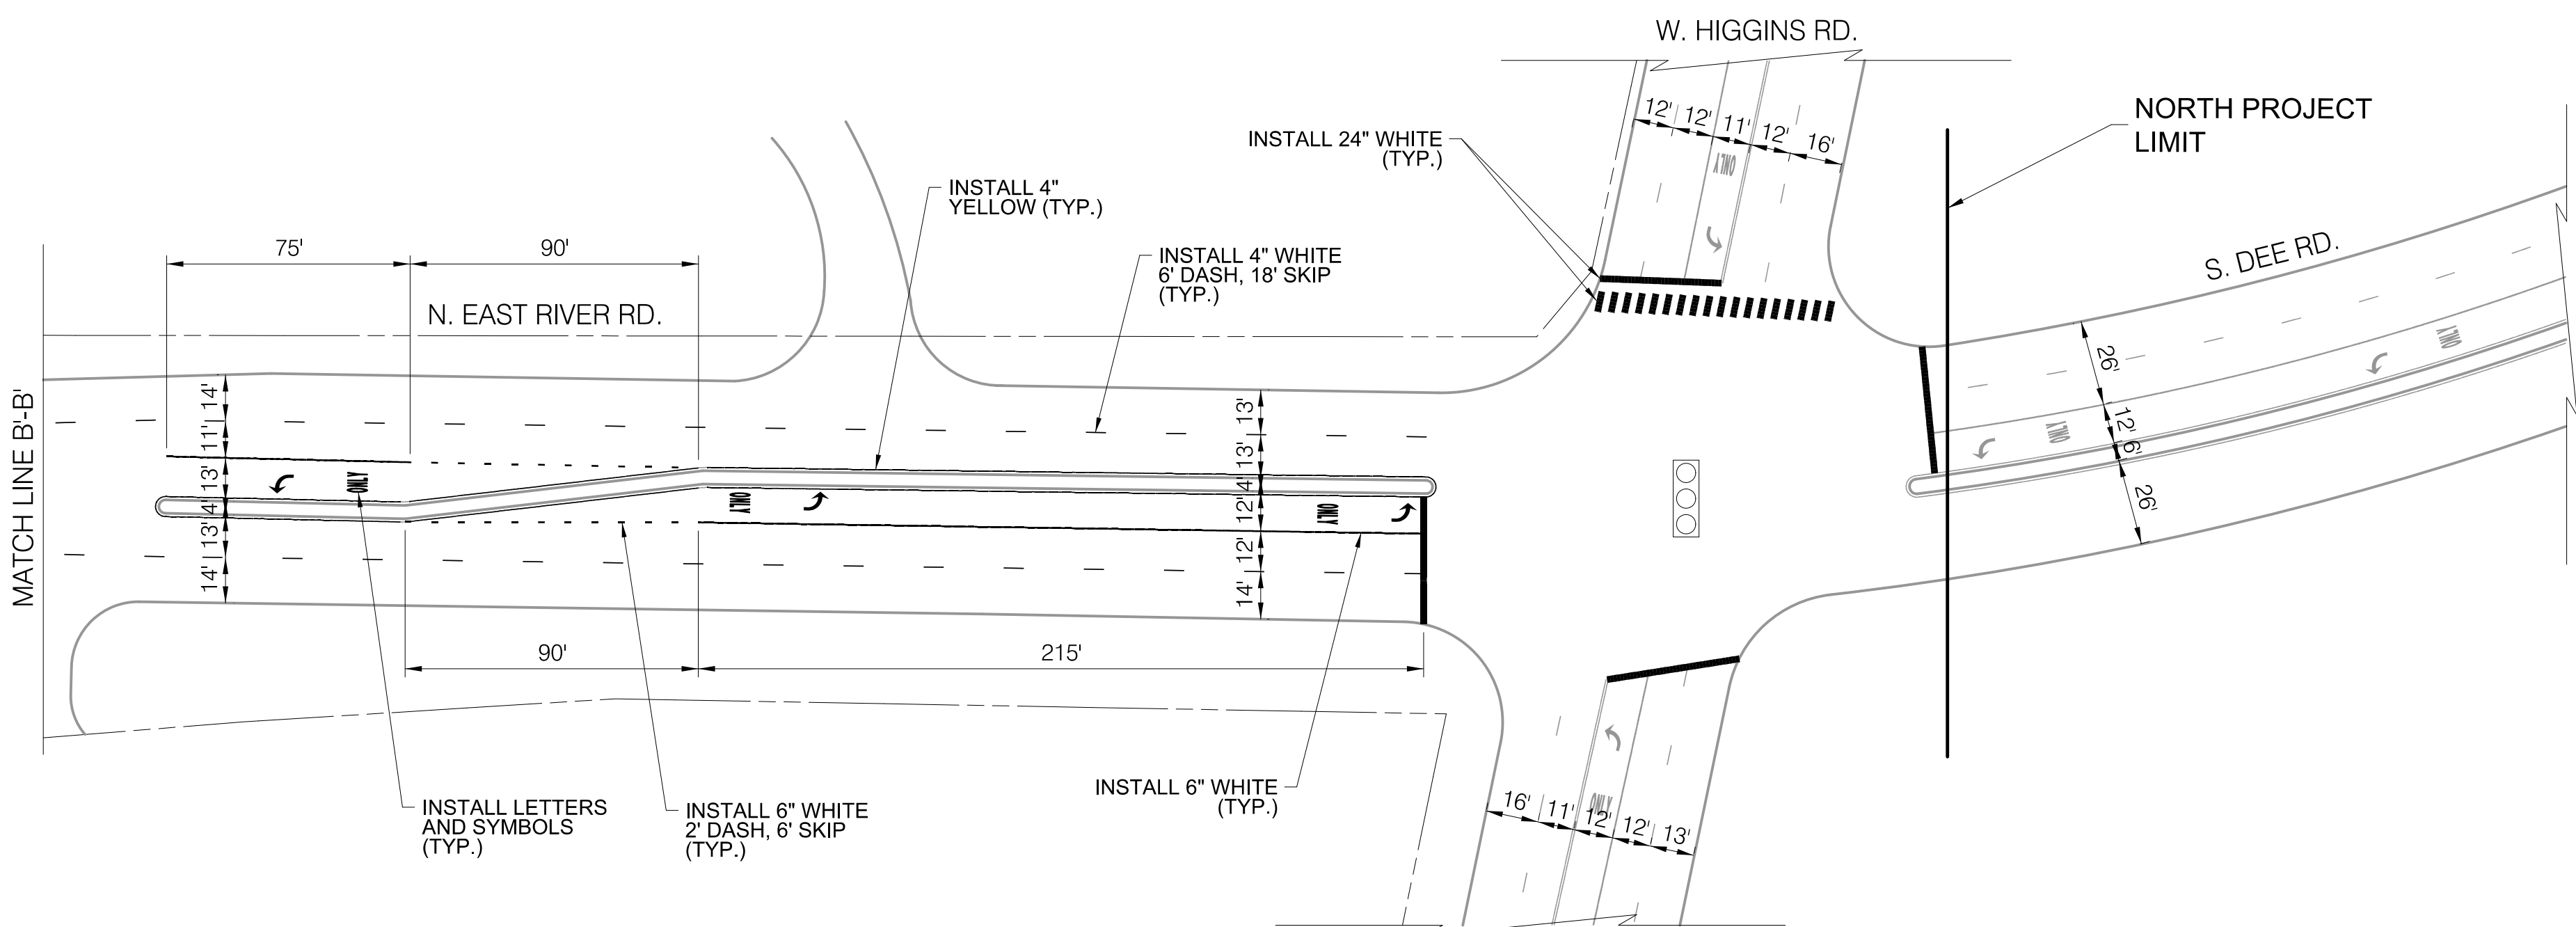 W. HIGGINS RD.
NORTH PROJECT
LIMIT
12'
12'
11'
12'
16'
INSTALL 24" WHITE
(TYP.)
ONLY
INSTALL 4"
YELLOW (TYP.)
INSTALL 4" WHITE
6' DASH, 18' SKIP
(TYP.)
75'
90'
N. EAST RIVER RD.
S. DEE RD.
MATCH LINE B'-B'
14'
11'
13'
4'
13'
14'
ONLY
ONLY
13'
13'
4'
12'
12'
14'
ONLY
26'
12'
6'
26'
ONLY
ONLY
90'
215'
INSTALL LETTERS
AND SYMBOLS
(TYP.)
INSTALL 6" WHITE
2' DASH, 6' SKIP
(TYP.)
INSTALL 6" WHITE
(TYP.)
ONLY
16'
11'
12'
12'
13'